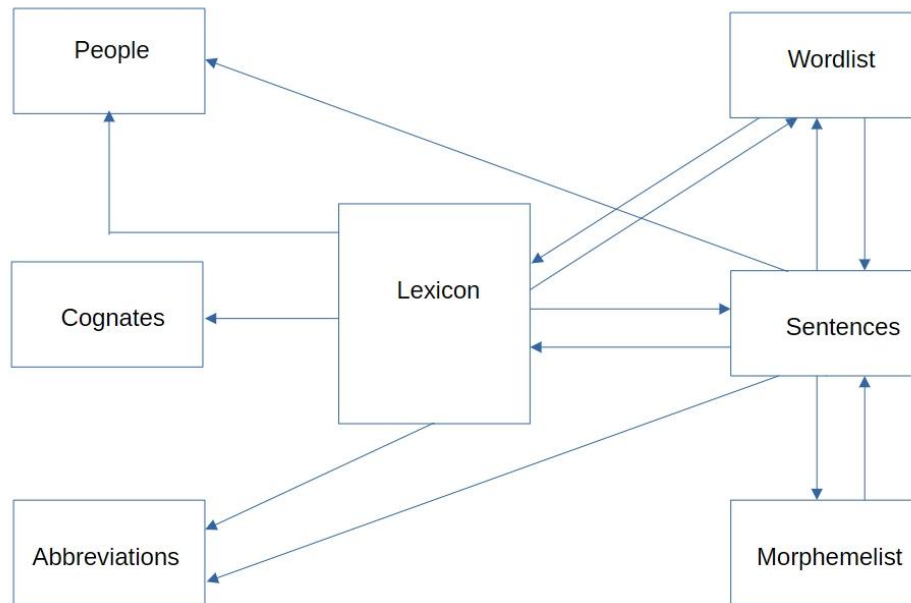 People
Wordlist
Lexicon
Cognates
Sentences
Abbreviations
Morphemelist